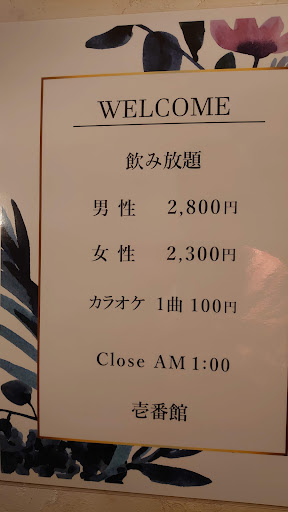 WELCOME
飲み放題
男性 2,800円
女性 2,300円
カラオケ 1曲 100円
Close AM 1:00
壱番館